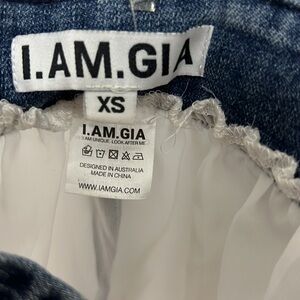 I.AM.GIA
XS
I.AM.GIA
I AM UNIQUE. LOOK AFTER ME
DESIGNED IN AUSTRALIA
MADE IN CHINA
WWW.IAMGIA.COM